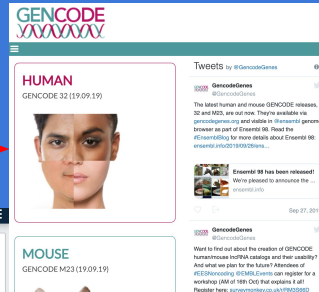 GENCODE
HUMAN
GENCODE 32 (19.09.19)
MOUSE
GENCODE M23 (19.09.19)
Tweets by @GencodeGenes
GencodeGenes
@GencodeGenes
The latest human and mouse GENCODE releases,
32 and M23, are out now. They're available via
gencodegenes.org and visible in @ensembl genome
browser as part of Ensembl 98. Read the
#EnsemblBlog for more details about Ensembl 98:
ensembl.info/2019/09/26/ens…
Ensembl 98 has been released!
We're pleased to announce the …
ensembl.info
Sep 27, 201
GencodeGenes
@GencodeGenes
Want to find out about the creation of GENCODE
human/mouse lncRNA catalogs and their usability?
And what we plan for the future? Attendees of
#EESNoncoding @EMBLEvents can register for a
workshop (AM of 16th Oct) that explains it all!
Register here: